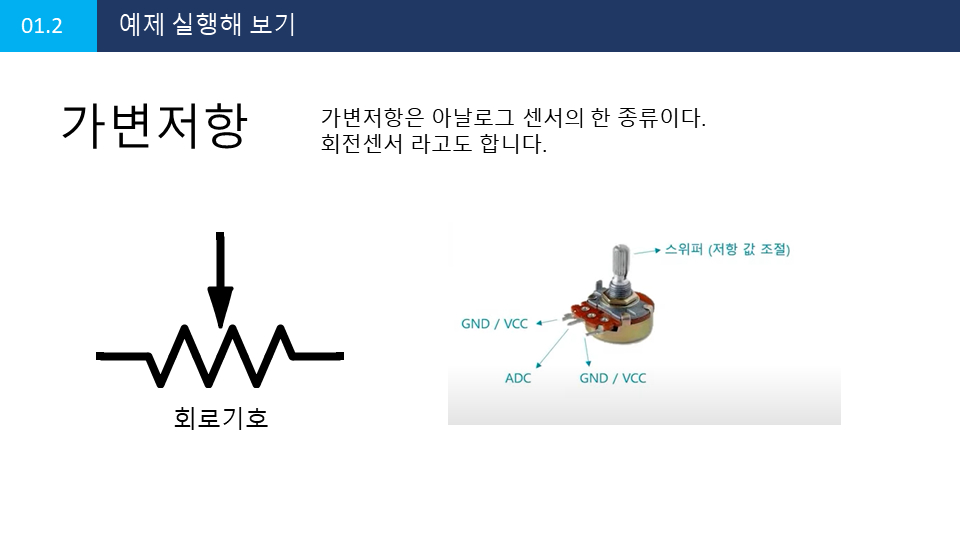 01.2
예제 실행해 보기
가변저항
가변저항은 아날로그 센서의 한 종류이다.
회전센서 라고도 합니다.
스위퍼 (저항 값 조절)
GND / VCC
ADC
GND / VCC
회로기호